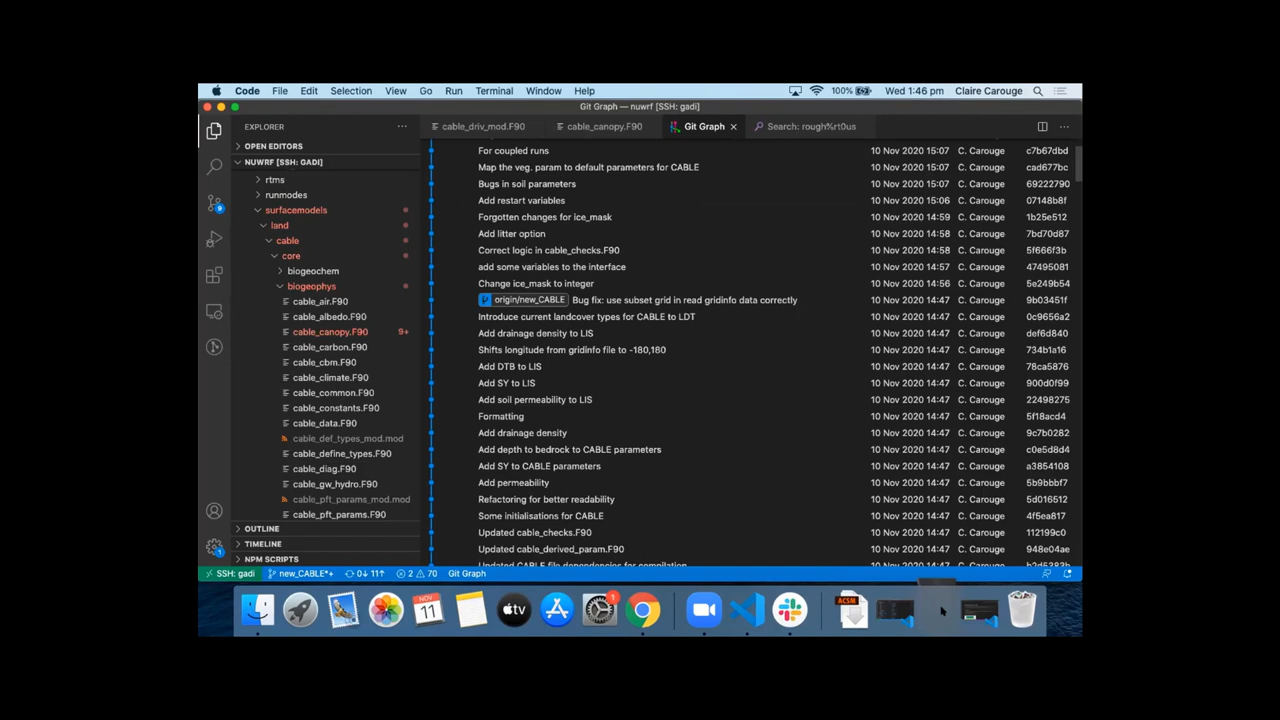 Code File Edit Selection View Go Run Terminal Window Help 100% Wed 1:46 pm Claire Carouge
Git Graph — nuwrf [SSH: gadi]
EXPLORER ··· cable_driv_mod.F90 cable_canopy.F90 Git Graph × Search: rough%rt0us ···
OPEN EDITORS
NUWRF [SSH: GADI]
rtms
runmodes
surfacemodels
land
cable
core
biogeochem
biogeophys
cable_air.F90
cable_albedo.F90
cable_canopy.F90 9+
cable_carbon.F90
cable_cbm.F90
cable_climate.F90
cable_common.F90
cable_constants.F90
cable_data.F90
cable_def_types_mod.mod
cable_define_types.F90
cable_diag.F90
cable_gw_hydro.F90
cable_pft_params_mod.mod
cable_pft_params.F90
OUTLINE
TIMELINE
NPM SCRIPTS
For coupled runs 10 Nov 2020 15:07 C. Carouge c7b67dbd
Map the veg. param to default parameters for CABLE 10 Nov 2020 15:07 C. Carouge cad677bc
Bugs in soil parameters 10 Nov 2020 15:07 C. Carouge 69222790
Add restart variables 10 Nov 2020 15:06 C. Carouge 07148b8f
Forgotten changes for ice_mask 10 Nov 2020 14:59 C. Carouge 1b25e512
Add litter option 10 Nov 2020 14:58 C. Carouge 7bd70d87
Correct logic in cable_checks.F90 10 Nov 2020 14:58 C. Carouge 5f666f3b
add some variables to the interface 10 Nov 2020 14:57 C. Carouge 47495081
Change ice_mask to integer 10 Nov 2020 14:56 C. Carouge 5e249b54
origin/new_CABLE Bug fix: use subset grid in read gridinfo data correctly 10 Nov 2020 14:47 C. Carouge 9b03451f
Introduce current landcover types for CABLE to LDT 10 Nov 2020 14:47 C. Carouge 0c9656a2
Add drainage density to LIS 10 Nov 2020 14:47 C. Carouge def6d840
Shifts longitude from gridinfo file to -180,180 10 Nov 2020 14:47 C. Carouge 734b1a16
Add DTB to LIS 10 Nov 2020 14:47 C. Carouge 78ca5876
Add SY to LIS 10 Nov 2020 14:47 C. Carouge 900d0f99
Add soil permeability to LIS 10 Nov 2020 14:47 C. Carouge 22498275
Formatting 10 Nov 2020 14:47 C. Carouge 5f18acd4
Add drainage density 10 Nov 2020 14:47 C. Carouge 9c7b0282
Add depth to bedrock to CABLE parameters 10 Nov 2020 14:47 C. Carouge c0e5d8d4
Add SY to CABLE parameters 10 Nov 2020 14:47 C. Carouge a3854108
Add permeability 10 Nov 2020 14:47 C. Carouge 5b9bbbf7
Refactoring for better readability 10 Nov 2020 14:47 C. Carouge 5d016512
Some initialisations for CABLE 10 Nov 2020 14:47 C. Carouge 4f5ea817
Updated cable_checks.F90 10 Nov 2020 14:47 C. Carouge 112199c0
Updated cable_derived_param.F90 10 Nov 2020 14:47 C. Carouge 948e04ae
Updated CABLE file dependencies for compilation 10 Nov 2020 14:47 C. Carouge
9
1
SSH: gadi new_CABLE*+ 0↓ 11↑ 2 70 Git Graph
NOV
11
tv
1
ACSM